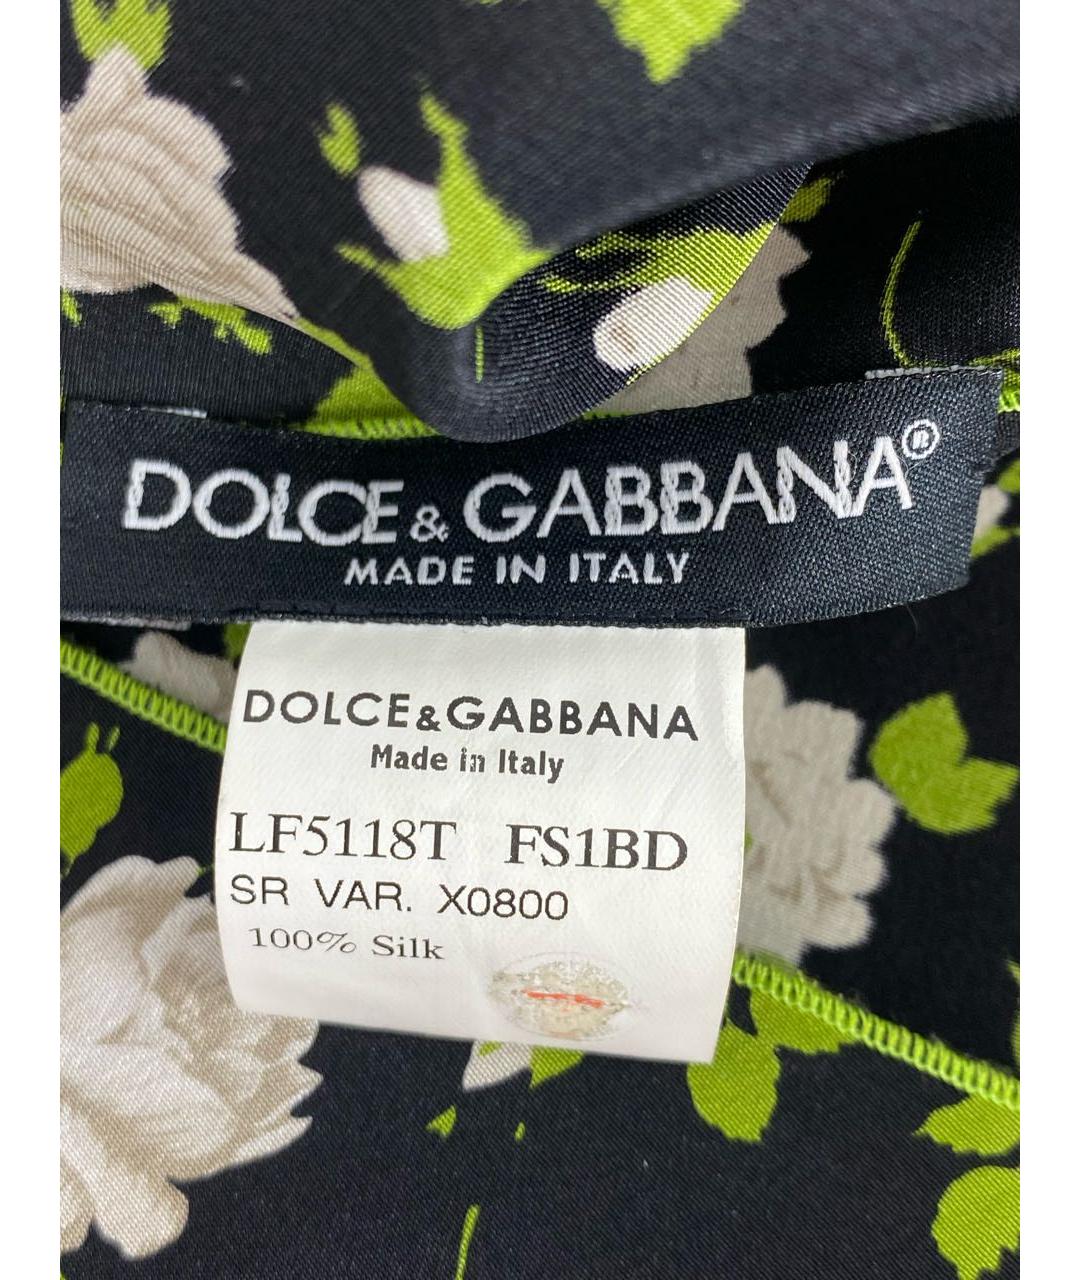 DOLCE & GABBANA®
MADE IN ITALY
DOLCE&GABBANA
Made in Italy
LF5118T FS1BD
SR VAR. X0800
100% Silk